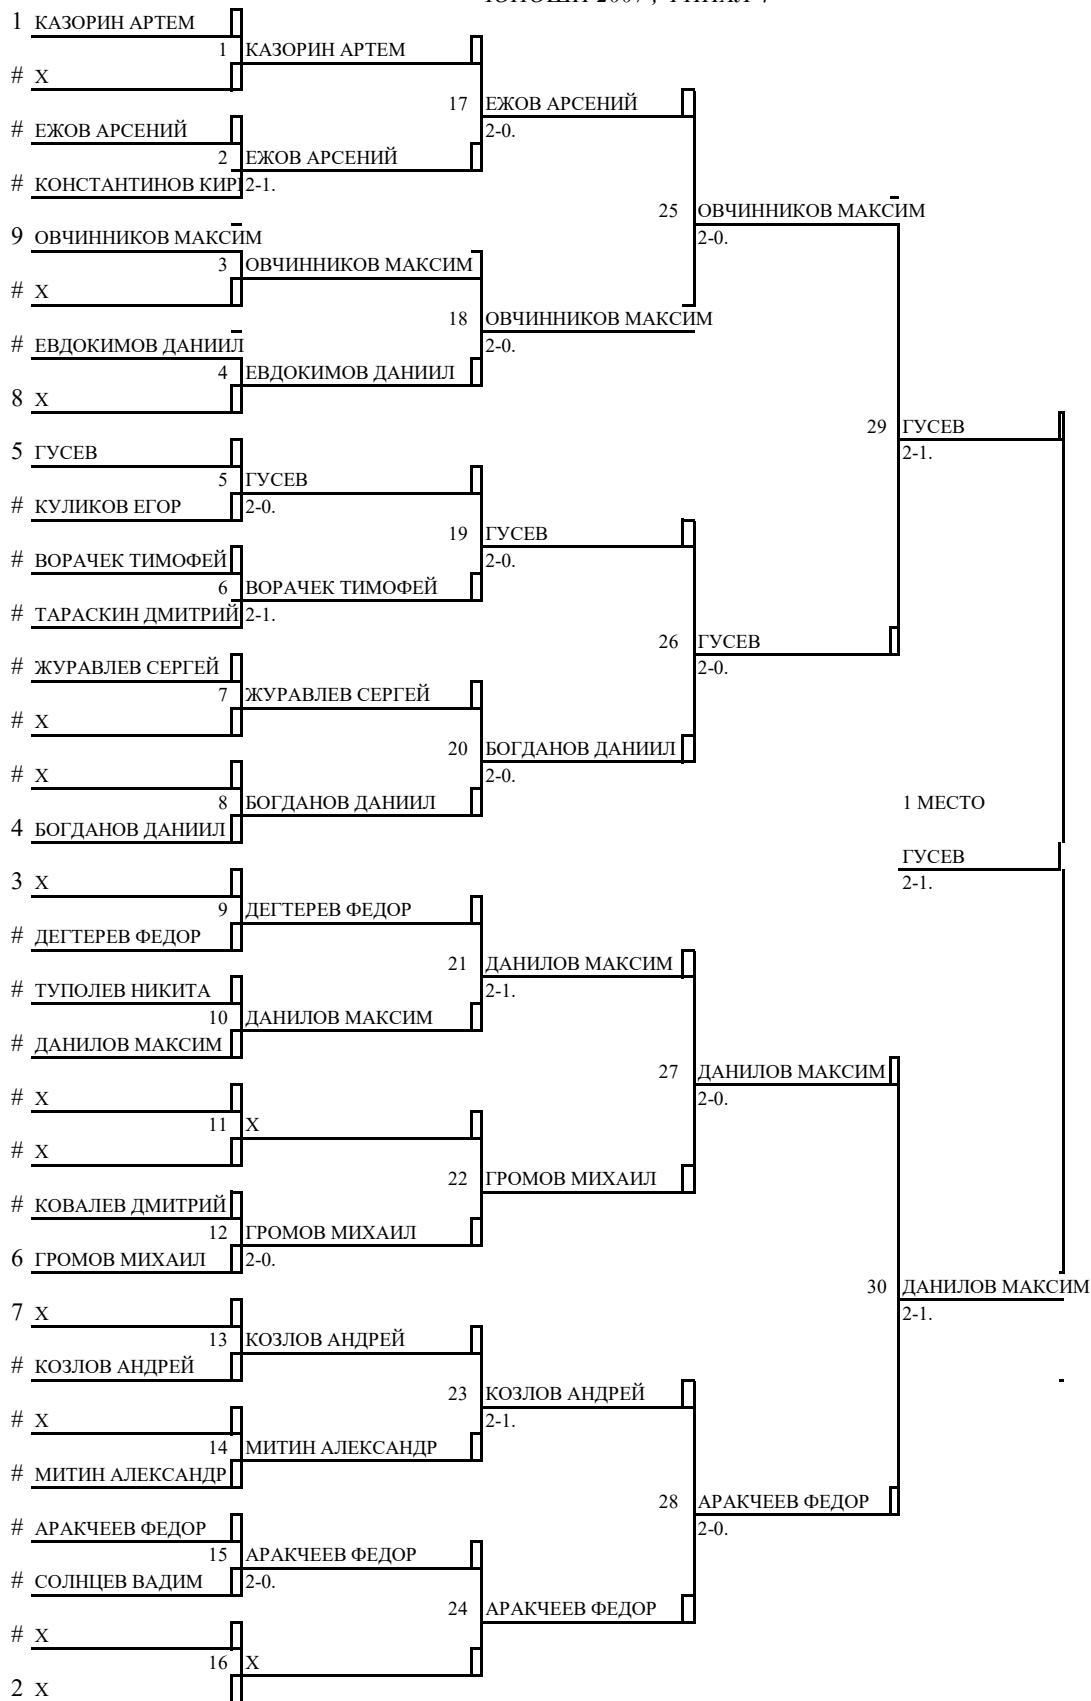 1 КАЗОРИН АРТЕМ
1 КАЗОРИН АРТЕМ
# X
17 ЕЖОВ АРСЕНИЙ
# ЕЖОВ АРСЕНИЙ
2-0.
2 ЕЖОВ АРСЕНИЙ
# КОНСТАНТИНОВ КИР
2-1.
25 ОВЧИННИКОВ МАКСИМ
9 ОВЧИННИКОВ МАКСИМ
2-0.
3 ОВЧИННИКОВ МАКСИМ
# X
18 ОВЧИННИКОВ МАКСИМ
# ЕВДОКИМОВ ДАНИИЛ
2-0.
4 ЕВДОКИМОВ ДАНИИЛ
8 X
29 ГУСЕВ
5 ГУСЕВ
2-1.
5 ГУСЕВ
# КУЛИКОВ ЕГОР
2-0.
19 ГУСЕВ
# ВОРАЧЕК ТИМОФЕЙ
2-0.
6 ВОРАЧЕК ТИМОФЕЙ
# ТАРАСКИН ДМИТРИЙ
2-1.
26 ГУСЕВ
# ЖУРАВЛЕВ СЕРГЕЙ
2-0.
7 ЖУРАВЛЕВ СЕРГЕЙ
# X
20 БОГДАНОВ ДАНИИЛ
# X
2-0.
8 БОГДАНОВ ДАНИИЛ
1 МЕСТО
4 БОГДАНОВ ДАНИИЛ
ГУСЕВ
3 X
2-1.
9 ДЕГТЕРЕВ ФЕДОР
# ДЕГТЕРЕВ ФЕДОР
21 ДАНИЛОВ МАКСИМ
# ТУПОЛЕВ НИКИТА
2-1.
10 ДАНИЛОВ МАКСИМ
# ДАНИЛОВ МАКСИМ
27 ДАНИЛОВ МАКСИМ
# X
2-0.
11 X
# X
22 ГРОМОВ МИХАИЛ
# КОВАЛЕВ ДМИТРИЙ
12 ГРОМОВ МИХАИЛ
6 ГРОМОВ МИХАИЛ
2-0.
30 ДАНИЛОВ МАКСИМ
7 X
2-1.
13 КОЗЛОВ АНДРЕЙ
# КОЗЛОВ АНДРЕЙ
23 КОЗЛОВ АНДРЕЙ
# X
2-1.
14 МИТИН АЛЕКСАНДР
# МИТИН АЛЕКСАНДР
28 АРАКЧЕЕВ ФЕДОР
# АРАКЧЕЕВ ФЕДОР
2-0.
15 АРАКЧЕЕВ ФЕДОР
# СОЛНЦЕВ ВАДИМ
2-0.
24 АРАКЧЕЕВ ФЕДОР
# X
16 X
2 X